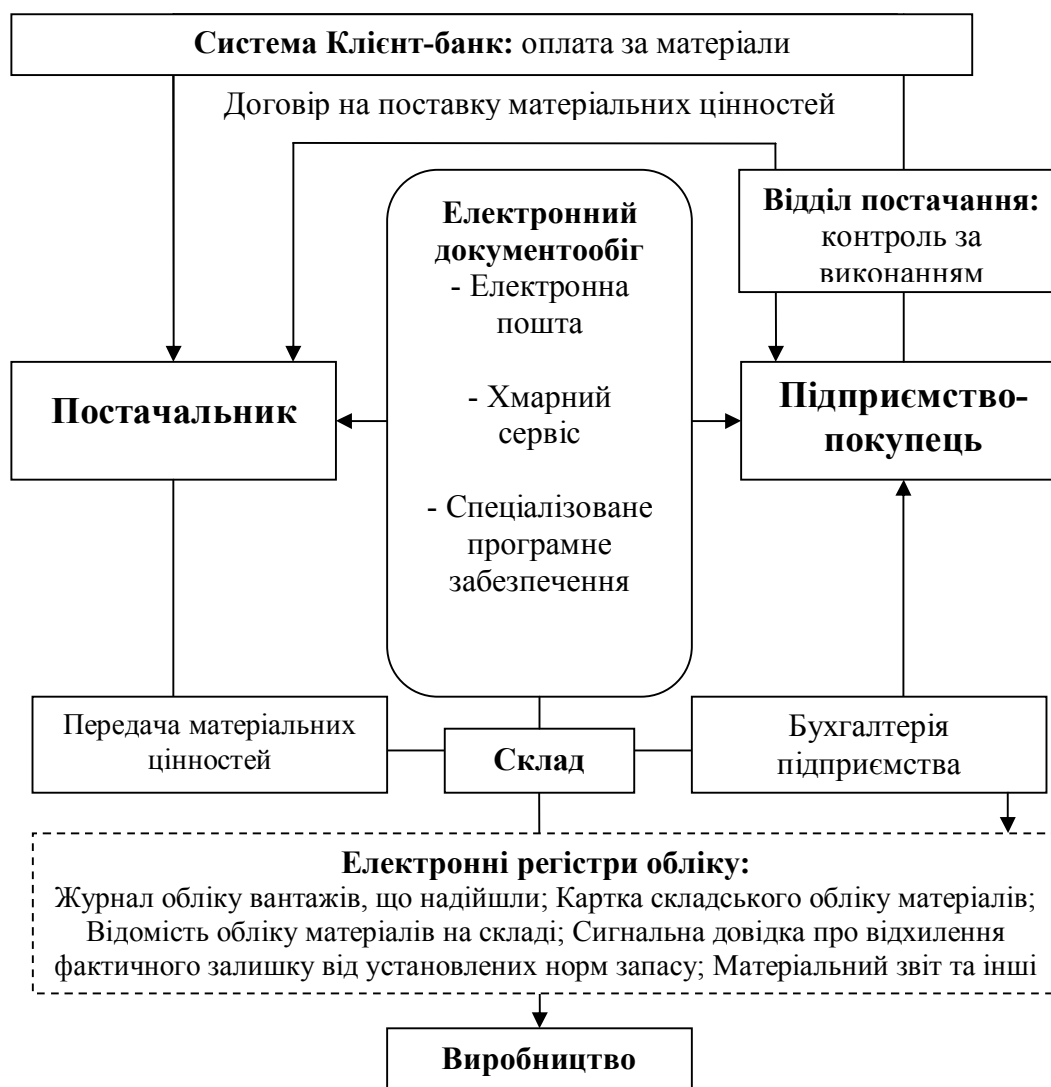 Система Клієнт-банк: оплата за матеріали
Договір на поставку матеріальних цінностей
Електронний
документообіг
- Електронна
пошта
- Хмарний
сервіс
- Спеціалізоване
програмне
забезпечення
Відділ постачання:
контроль за
виконанням
Постачальник
Підприємство-
покупець
Передача матеріальних
цінностей
Склад
Бухгалтерія
підприємства
Електронні регістри обліку:
Журнал обліку вантажів, що надійшли; Картка складського обліку матеріалів;
Відомість обліку матеріалів на складі; Сигнальна довідка про відхилення
фактичного залишку від установлених норм запасу; Матеріальний звіт та інші
Виробництво